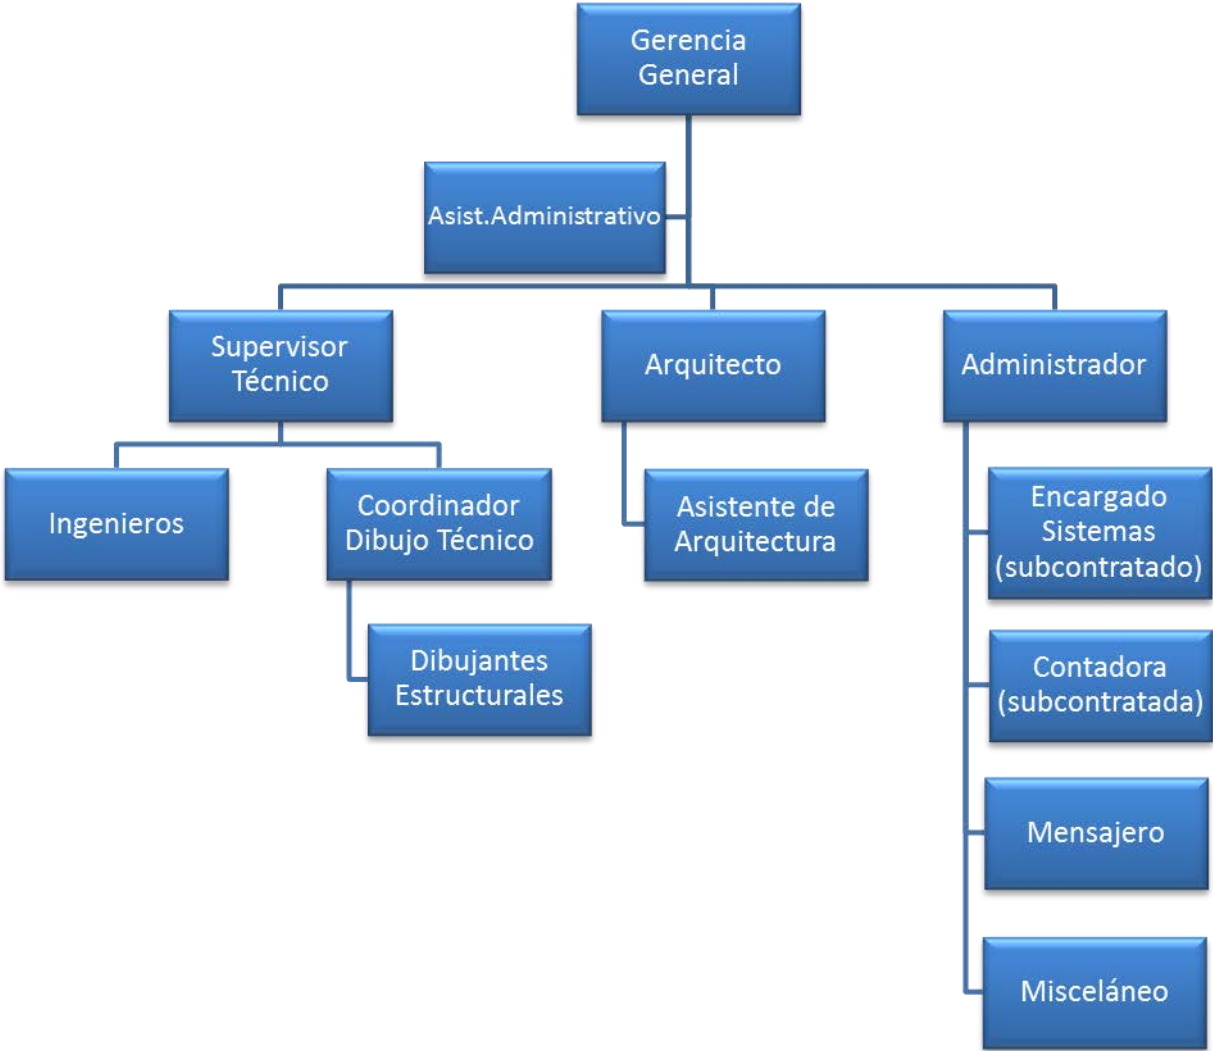 Gerencia
General
Asist.Administrativo
Supervisor
Técnico
Arquitecto
Administrador
Ingenieros
Coordinador
Dibujo Técnico
Asistente de
Arquitectura
Encargado
Sistemas
(subcontratado)
Dibujantes
Estructurales
Contadora
(subcontratada)
Mensajero
Misceláneo